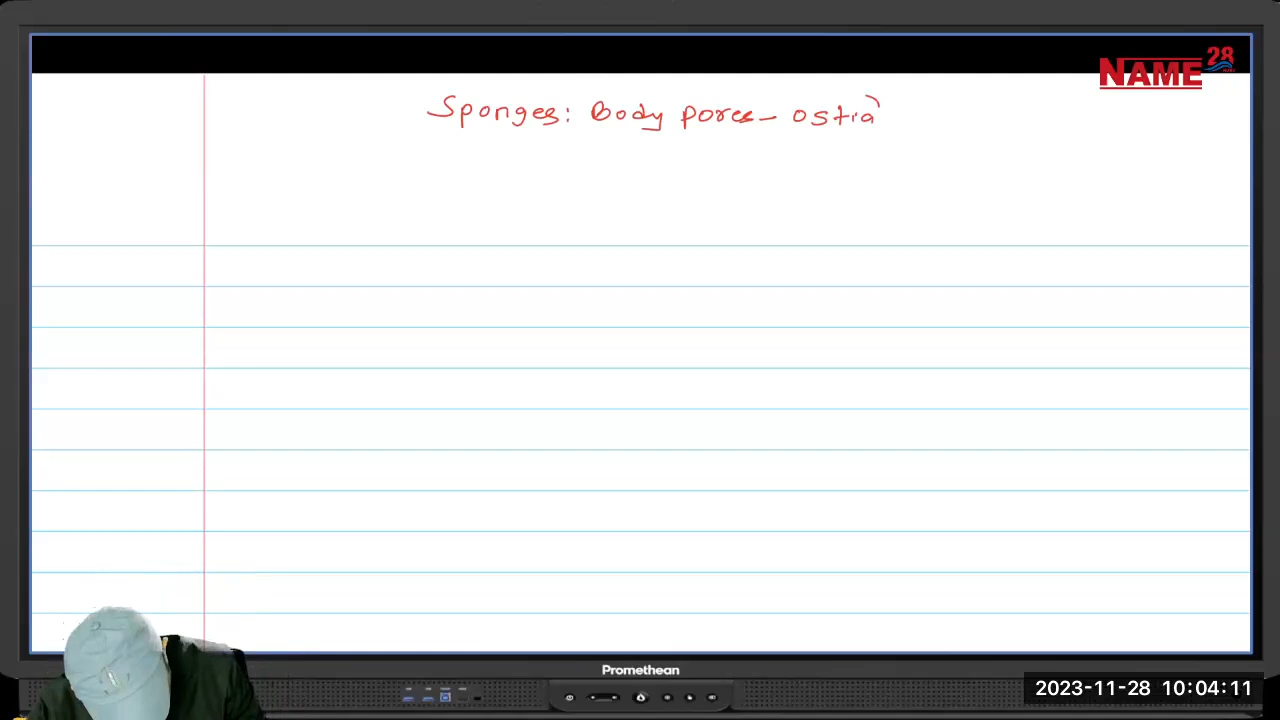 NAME 28
Sponges: Body pores - ostia
Promethean
2023-11-28 10:04:11